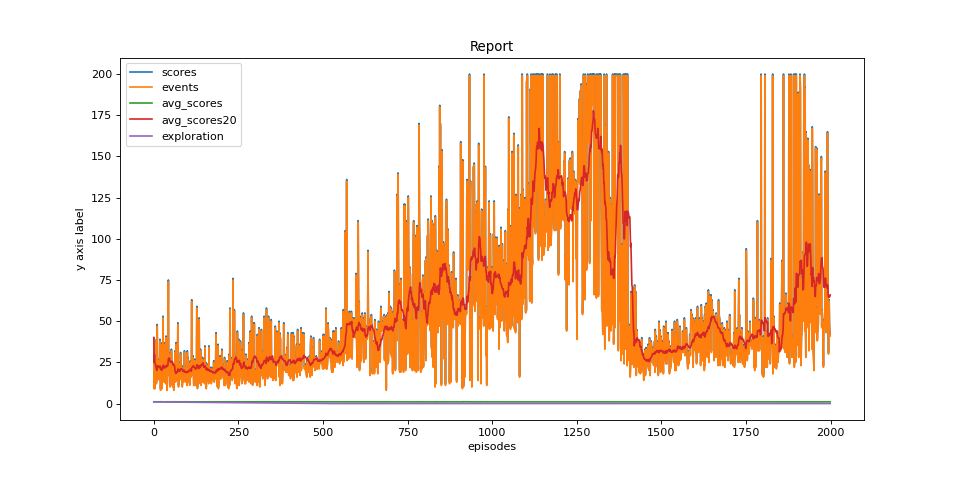 Report
200
175
150
125
100
75
50
25
0
y axis label
scores
events
avg_scores
avg_scores20
exploration
0 250 500 750 1000 1250 1500 1750 2000
episodes